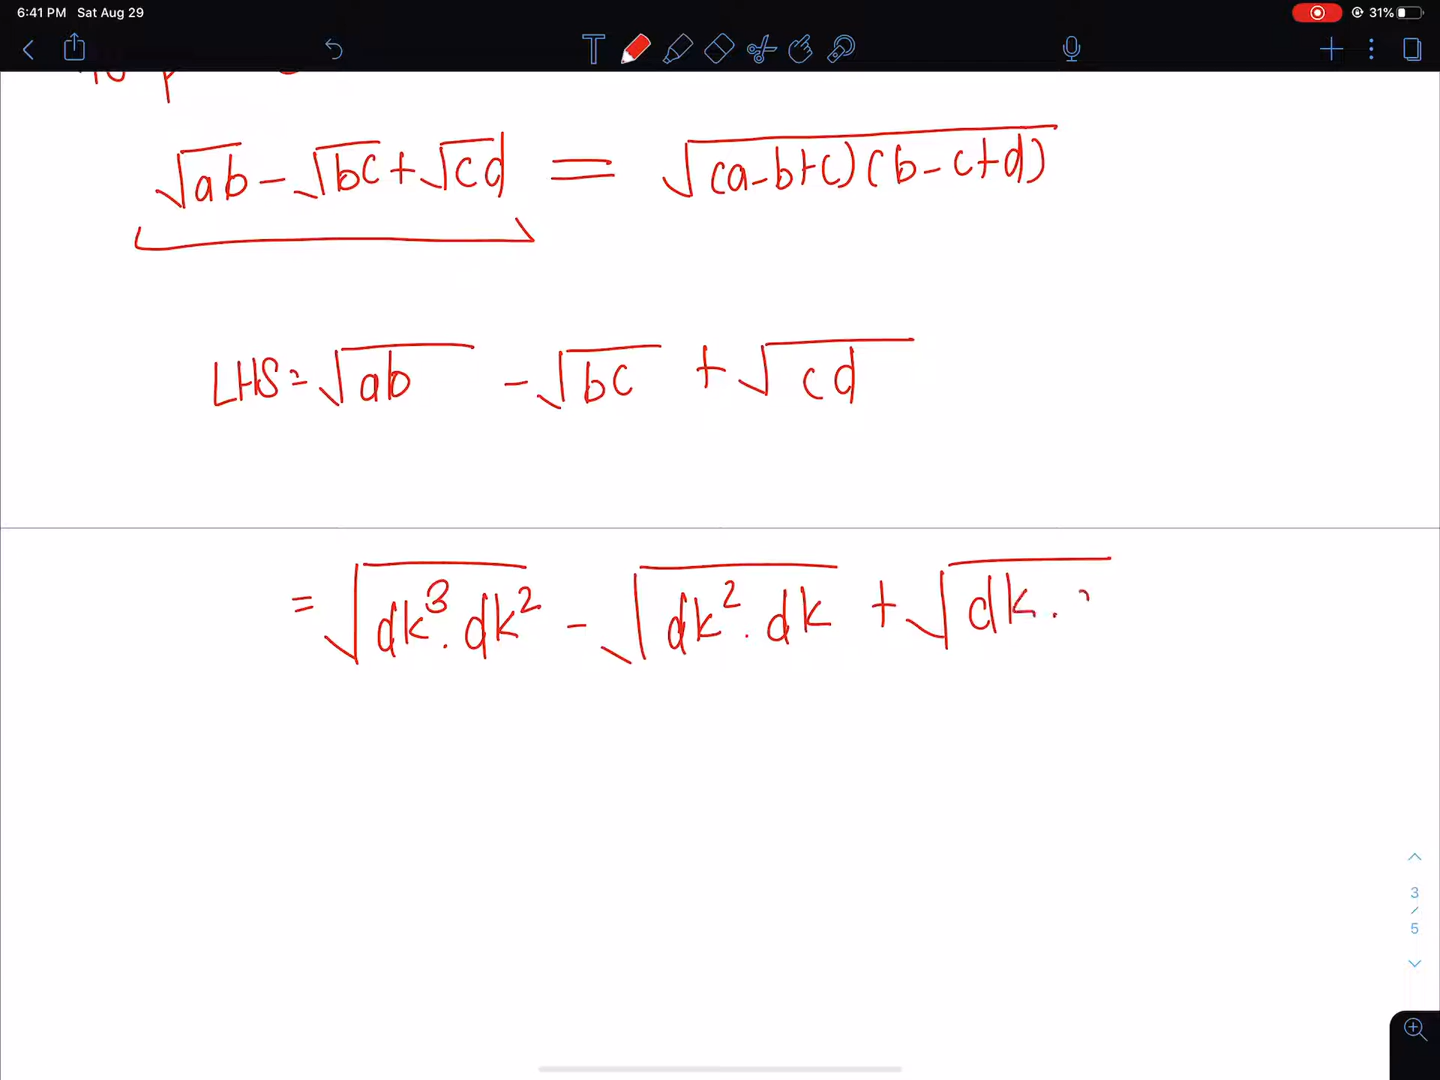 6:41 PM Sat Aug 29 31%
√ab - √bc + √cd = √(a-b+c)(b-c+d)
LHS = √ab - √bc + √cd
= √dk³.dk² - √dk².dk + √dk.
3
/
5